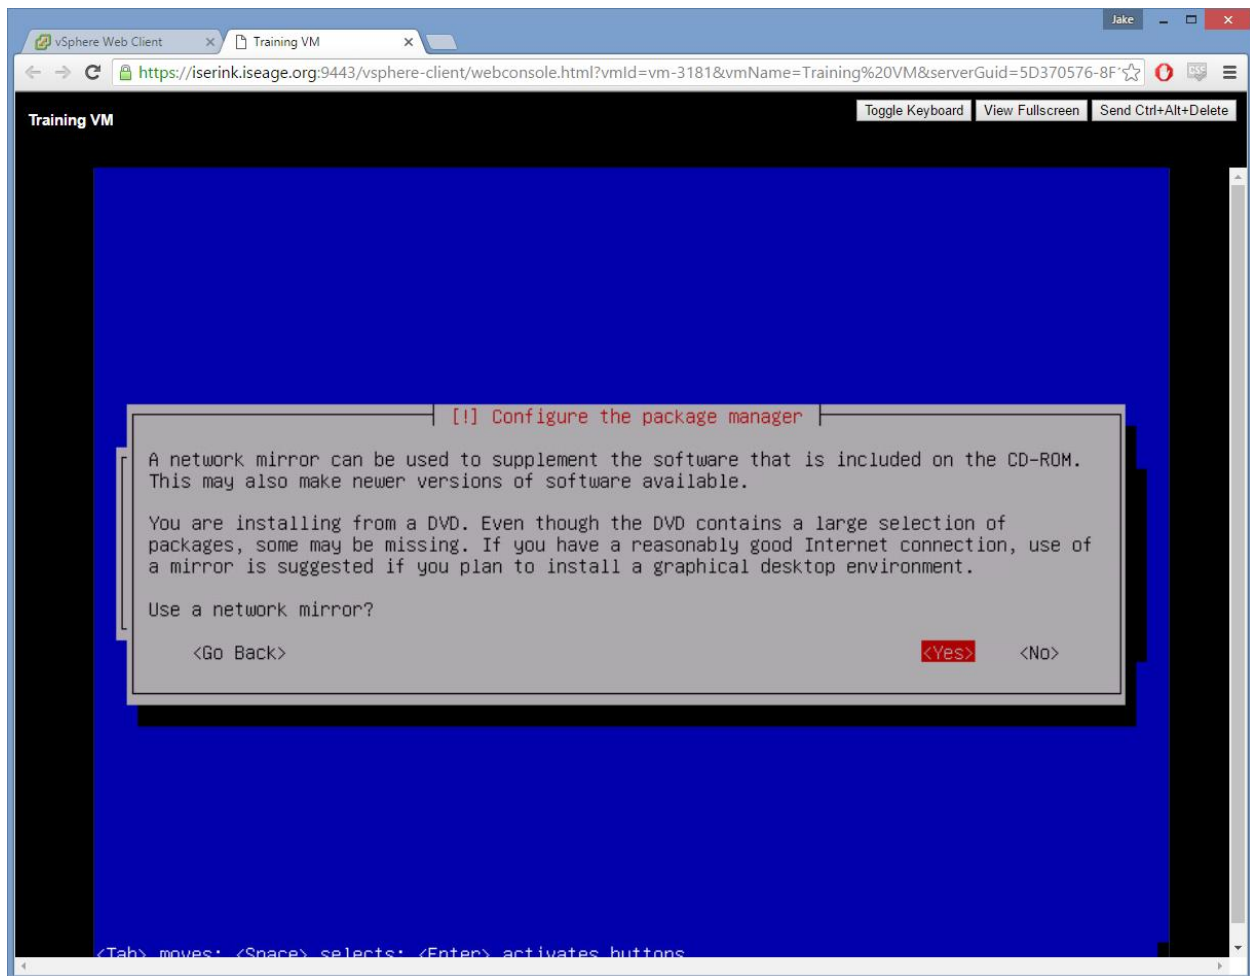 Jake
vSphere Web Client
Training VM
https://iserink.iseage.org:9443/vsphere-client/webconsole.html?vmId=vm-3181&vmName=Training%20VM&serverGuid=5D370576-8F
Training VM
Toggle Keyboard
View Fullscreen
Send Ctrl+Alt+Delete
[!] Configure the package manager
A network mirror can be used to supplement the software that is included on the CD-ROM.
This may also make newer versions of software available.
You are installing from a DVD. Even though the DVD contains a large selection of
packages, some may be missing. If you have a reasonably good Internet connection, use of
a mirror is suggested if you plan to install a graphical desktop environment.
Use a network mirror?
<Go Back> <Yes> <No>
<Tab> moves; <Space> selects; <Enter> activates buttons